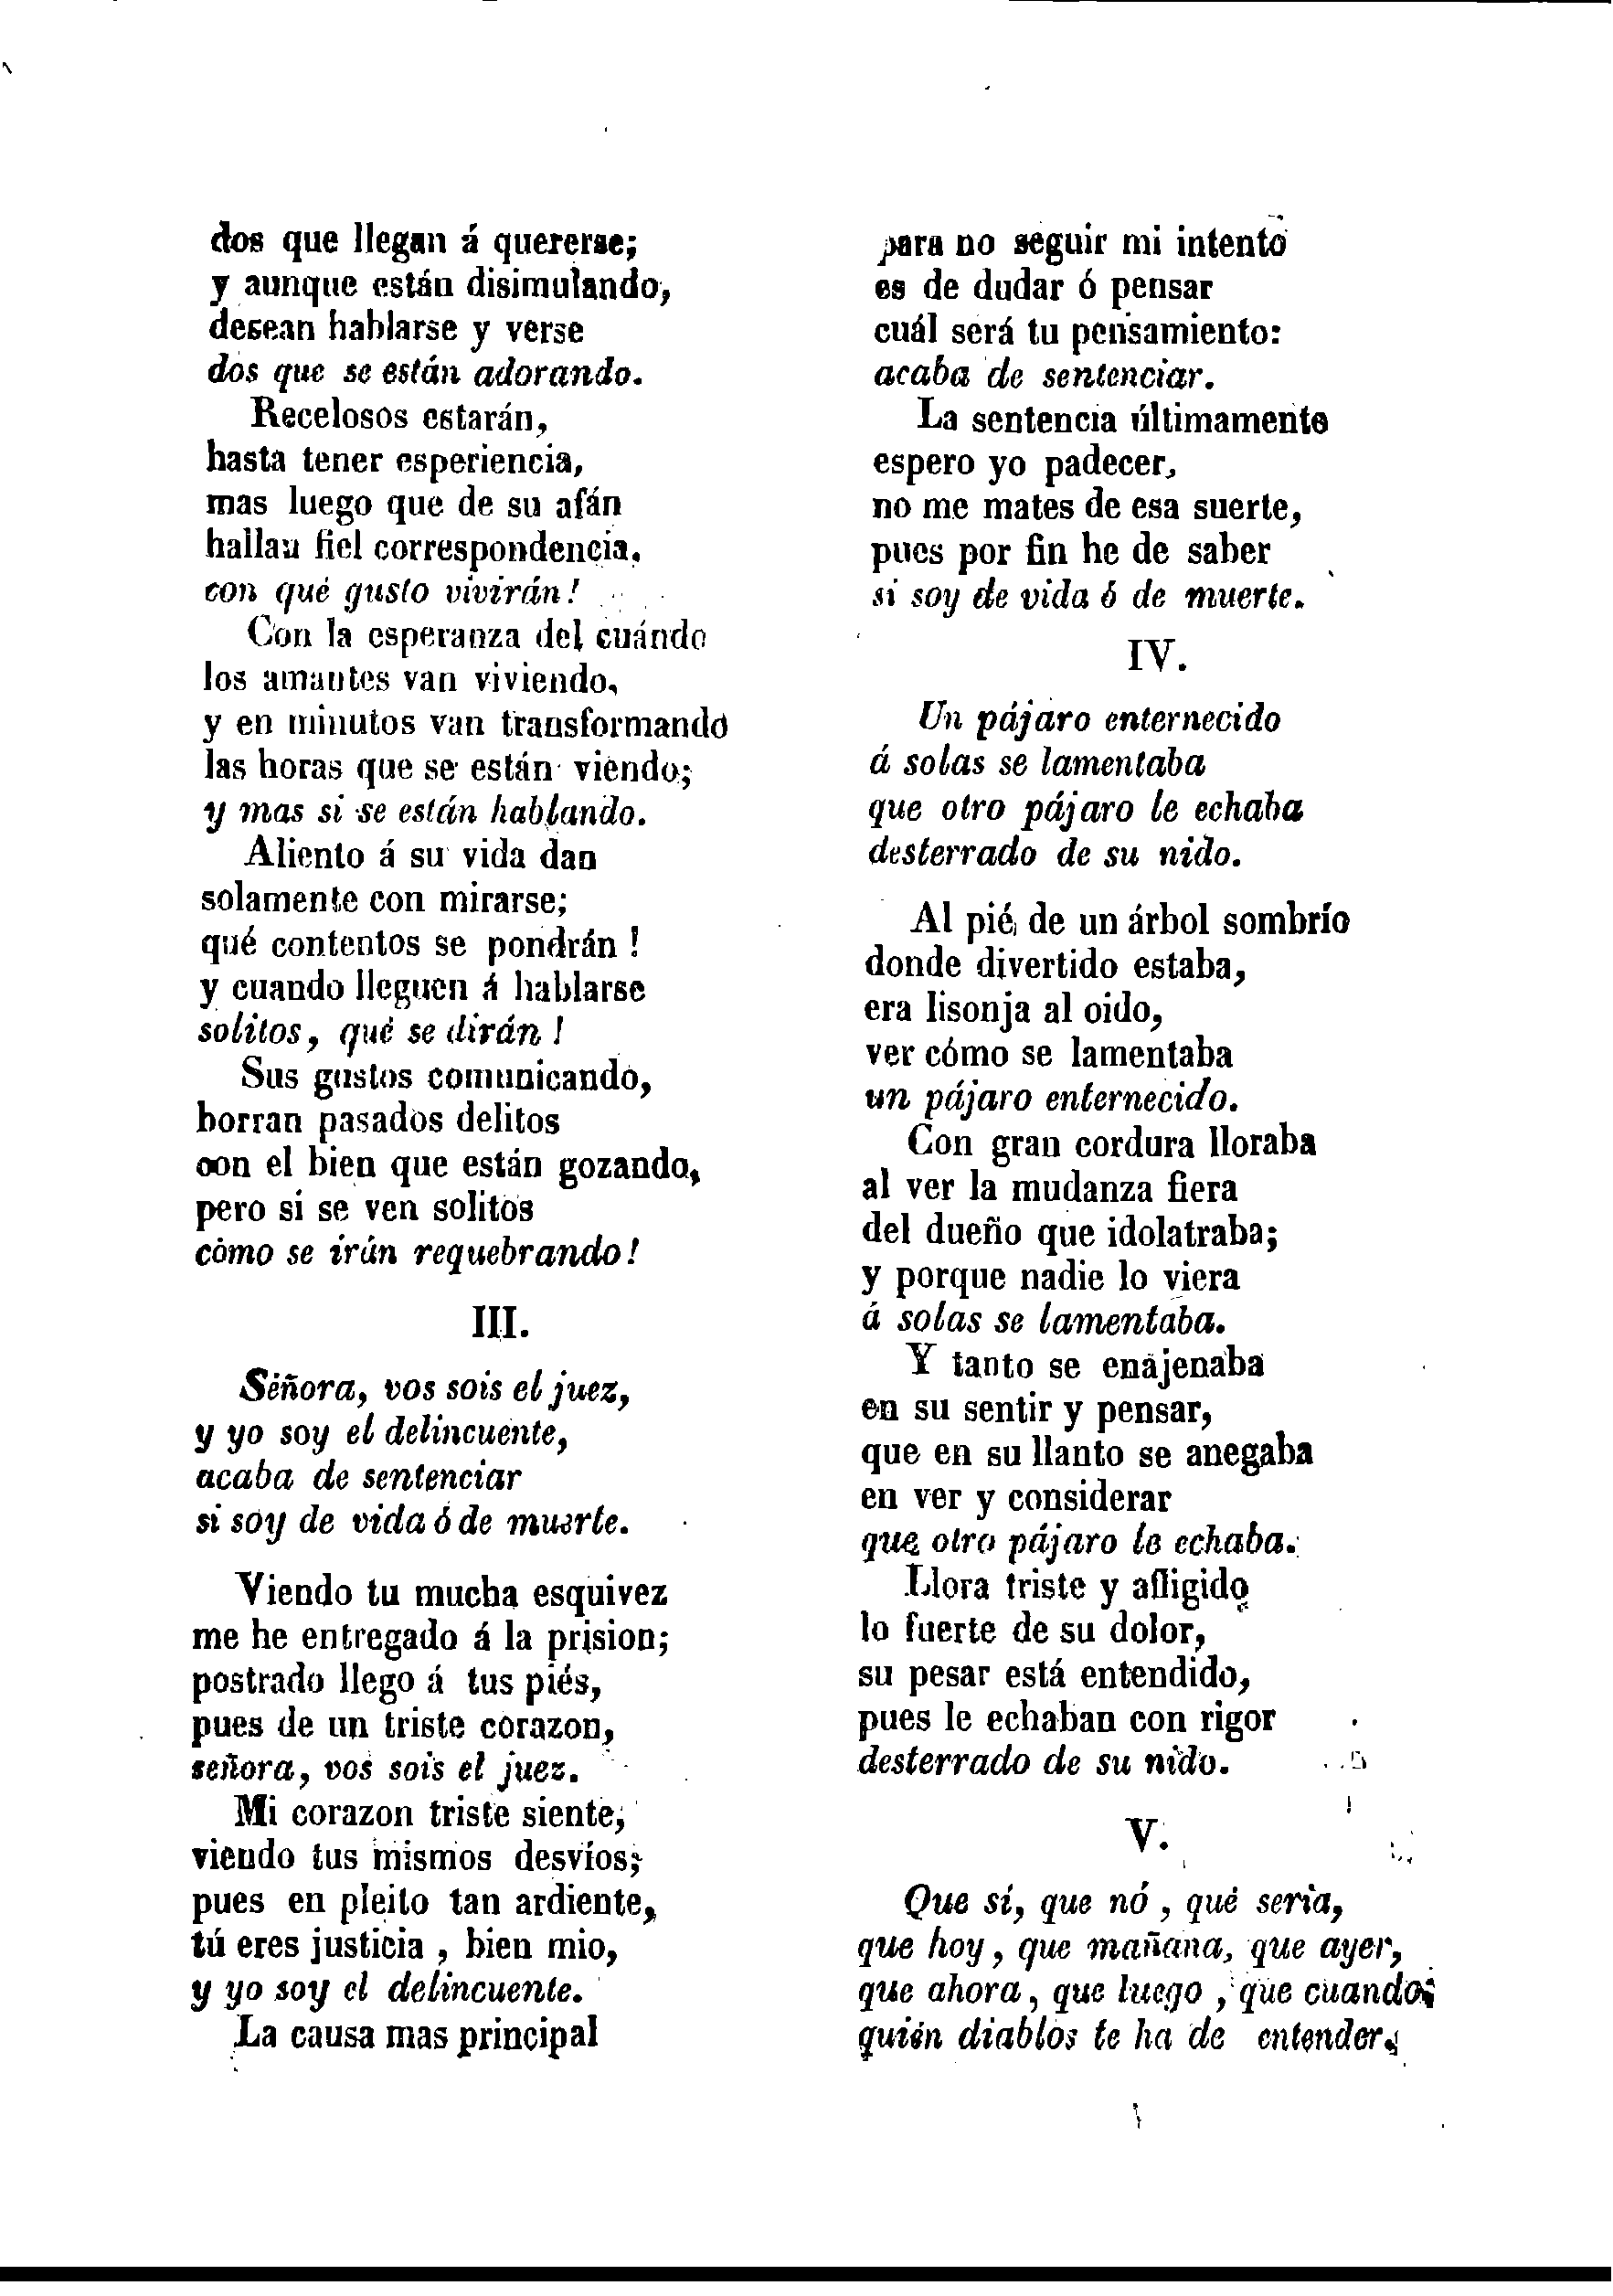 dos que llegan á quererse;
y aunque están disimulando,
desean hablarse y verse
dos que se están adorando.
Recelosos estarán,
hasta tener esperiencia,
mas luego que de su afán
hallan fiel correspondencia,
con qué gusto vivirán!
Con la esperanza del cuándo
los amantes van viviendo,
y en minutos van transformando
las horas que se están viendo;
y mas si se están hablando.
Aliento á su vida dan
solamente con mirarse;
qué contentos se pondrán !
y cuando lleguen á hablarse
solitos, qué se dirán !
Sus gustos comunicando,
borran pasados delitos
con el bien que están gozando,
pero si se ven solitos
cómo se irán requebrando!
III.
Señora, vos sois el juez,
y yo soy el delincuente,
acaba de sentenciar
si soy de vida ó de muerte.
Viendo tu mucha esquivez
me he entregado á la prision;
postrado llego á tus piés,
pues de un triste corazon,
señora, vos sois el juez.
Mi corazon triste siente,
viendo tus mismos desvíos;
pues en pleito tan ardiente,
tú eres justicia , bien mio,
y yo soy el delincuente.
La causa mas principal
para no seguir mi intento
es de dudar ó pensar
cuál será tu pensamiento:
acaba de sentenciar.
La sentencia últimamente
espero yo padecer,
no me mates de esa suerte,
pues por fin he de saber
si soy de vida ó de muerte.
IV.
Un pájaro enternecido
á solas se lamentaba
que otro pájaro le echaba
desterrado de su nido.
Al pié de un árbol sombrío
donde divertido estaba,
era lisonja al oido,
ver cómo se lamentaba
un pájaro enternecido.
Con gran cordura lloraba
al ver la mudanza fiera
del dueño que idolatraba;
y porque nadie lo viera
á solas se lamentaba.
Y tanto se enajenaba
en su sentir y pensar,
que en su llanto se anegaba
en ver y considerar
que otro pájaro le echaba.
Llora triste y afligido
lo fuerte de su dolor,
su pesar está entendido,
pues le echaban con rigor
desterrado de su nido.
V.
Que sí, que nó , qué seria,
que hoy , que mañana, que ayer,
que ahora , que luego , que cuando;
quién diablos te ha de entender.